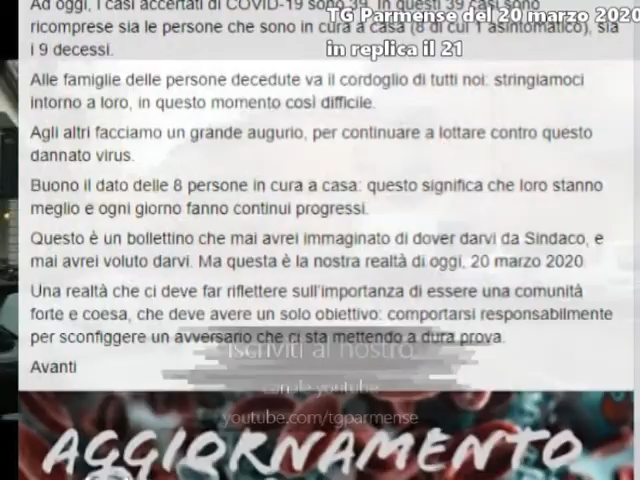 Ad oggi, i casi accertati di COVID-19 sono 39. In questi 39 casi sono
TG Parmense del 20 marzo 2020
ricomprese sia le persone che sono in cura a casa (8 di cui 1 asintomatico), sia
in replica il 21
i 9 decessi.
Alle famiglie delle persone decedute va il cordoglio di tutti noi: stringiamoci
intorno a loro, in questo momento così difficile.
Agli altri facciamo un grande augurio, per continuare a lottare contro questo
dannato virus.
Buono il dato delle 8 persone in cura a casa: questo significa che loro stanno
meglio e ogni giorno fanno continui progressi.
Questo è un bollettino che mai avrei immaginato di dover darvi da Sindaco, e
mai avrei voluto darvi. Ma questa è la nostra realtà di oggi, 20 marzo 2020.
Una realtà che ci deve far riflettere sull'importanza di essere una comunità
forte e coesa, che deve avere un solo obiettivo: comportarsi responsabilmente
per sconfiggere un avversario che ci sta mettendo a dura prova.
Iscriviti al nostro
Avanti
canale youtube
youtube.com/tgparmense
AGGIORNAMENTO